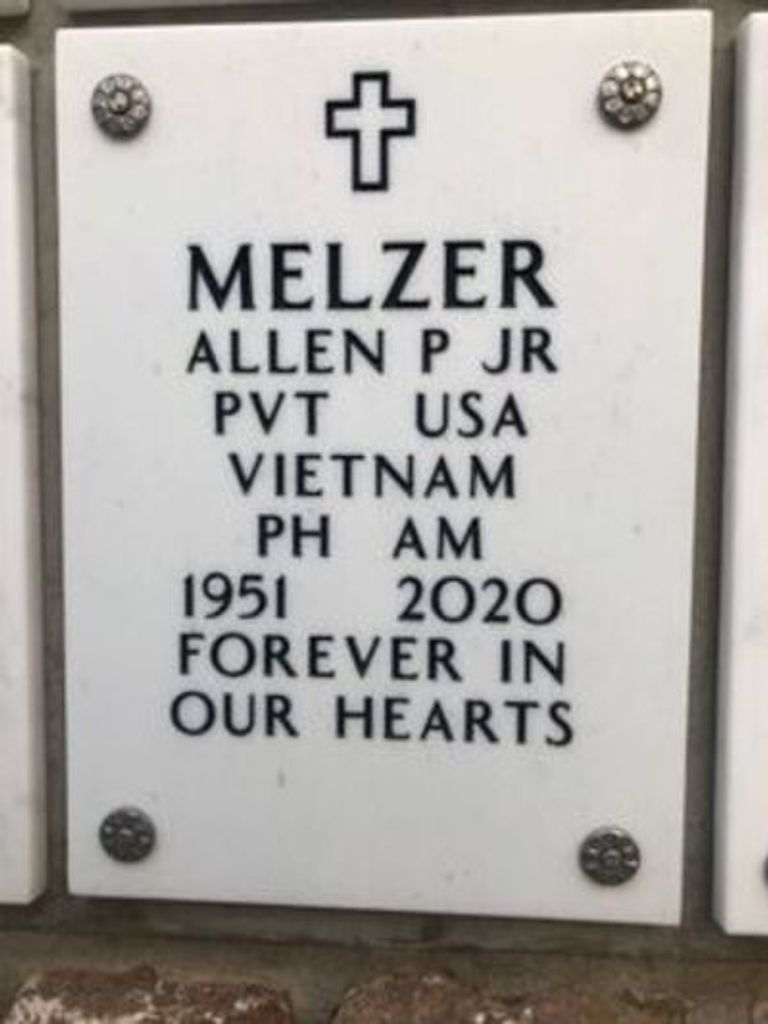 MELZER
ALLEN P JR
PVT USA
VIETNAM
PH AM
1951 2020
FOREVER IN
OUR HEARTS